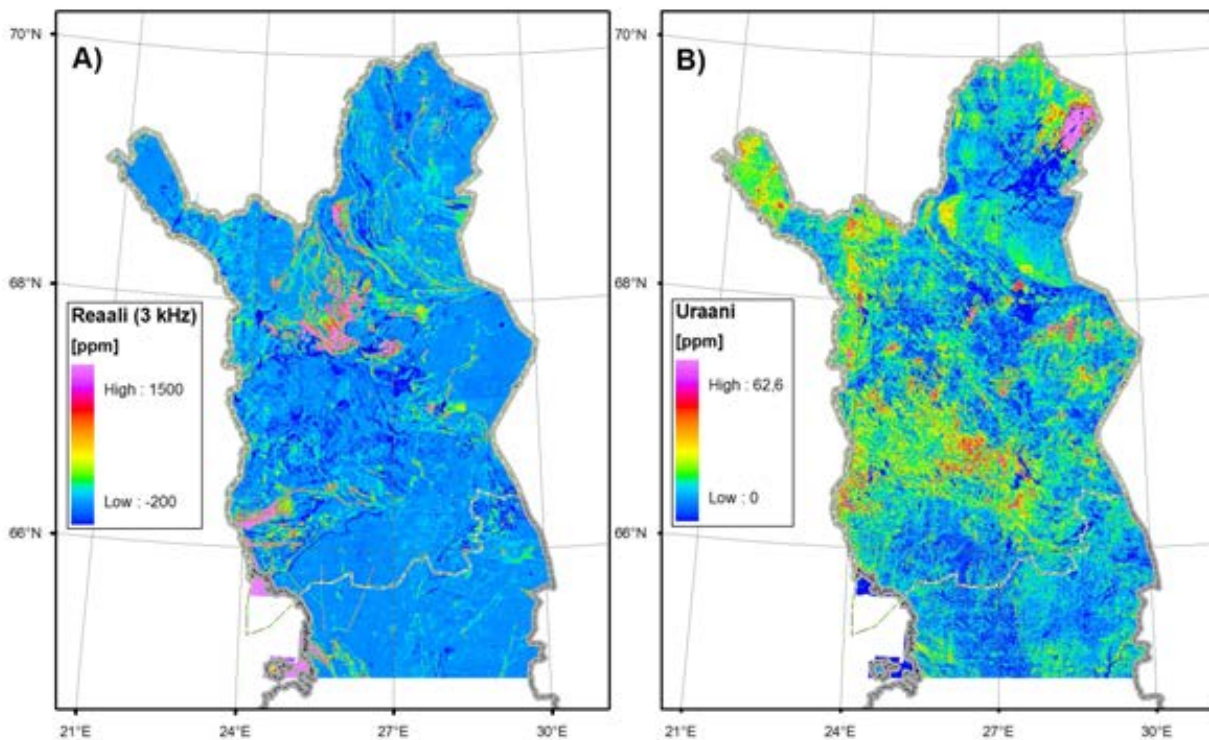 A)
70°N
68°N
66°N
Reaali (3 kHz)
[ppm]
High : 1500
Low : -200
21°E
24°E
27°E
30°E
B)
70°N
68°N
66°N
Uraani
[ppm]
High : 62,6
Low : 0
21°E
24°E
27°E
30°E